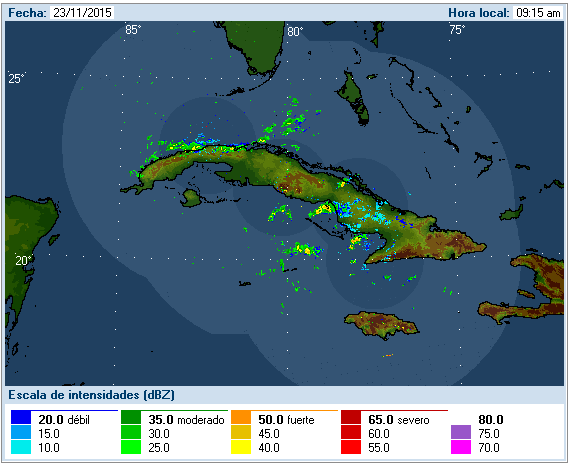 Fecha: 23/11/2015 Hora local: 09:15 am
85° 80° 75°
25°
20°
Escala de intensidades (dBZ)
20.0 débil 35.0 moderado 50.0 fuerte 65.0 severo 80.0
15.0 30.0 45.0 60.0 75.0
10.0 25.0 40.0 55.0 70.0